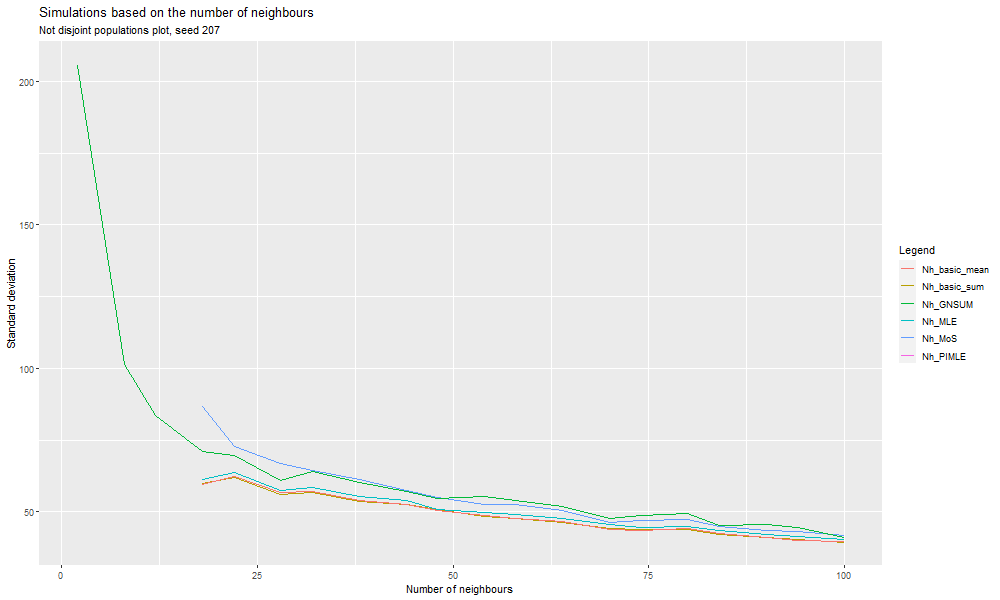 Simulations based on the number of neighbours
Not disjoint populations plot, seed 207
200
150
100
50
Standard deviation
0
25
50
75
100
Number of neighbours
Legend
Nh_basic_mean
Nh_basic_sum
Nh_GNSUM
Nh_MLE
Nh_MoS
Nh_PIMLE